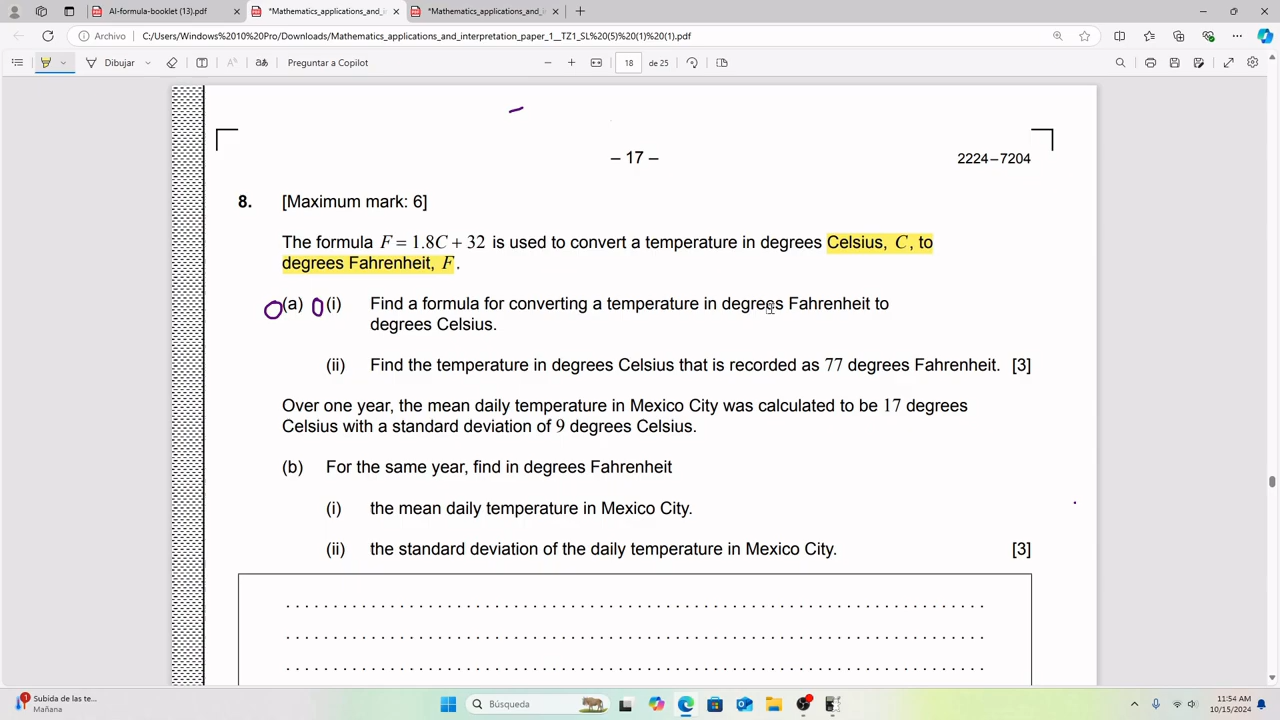 AI-formula-booklet (13).pdf
*Mathematics_applications_and_i
*Mathematics_applications_and_i
Archivo
C:/Users/Windows%2010%20Pro/Downloads/Mathematics_applications_and_interpretation_paper_1__TZ1_SL%20(5)%20(1)%20(1).pdf
Dibujar
Preguntar a Copilot
18
de 25
– 17 –
2224–7204
8. [Maximum mark: 6]
The formula F = 1.8C + 32 is used to convert a temperature in degrees Celsius, C, to
degrees Fahrenheit, F.
(a) (i) Find a formula for converting a temperature in degrees Fahrenheit to
degrees Celsius.
(ii) Find the temperature in degrees Celsius that is recorded as 77 degrees Fahrenheit. [3]
Over one year, the mean daily temperature in Mexico City was calculated to be 17 degrees
Celsius with a standard deviation of 9 degrees Celsius.
(b) For the same year, find in degrees Fahrenheit
(i) the mean daily temperature in Mexico City.
(ii) the standard deviation of the daily temperature in Mexico City. [3]
1
Subida de las te...
Mañana
Búsqueda
11:54 AM
10/15/2024